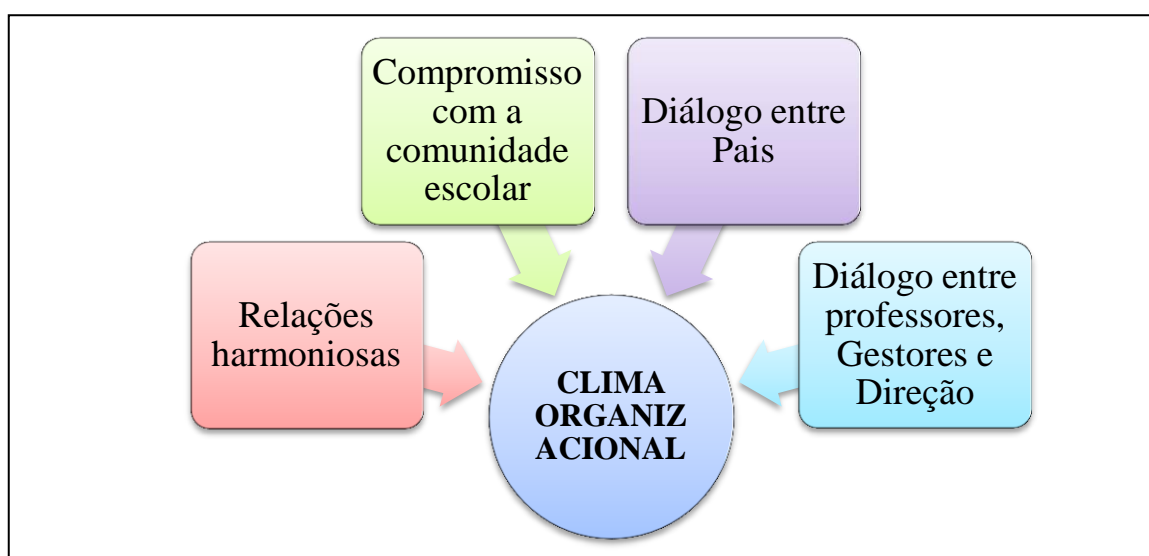 Compromisso
com a
comunidade
escolar
Diálogo entre
Pais
Relações
harmoniosas
Diálogo entre
professores,
Gestores e
Direção
CLIMA
ORGANIZ
ACIONAL